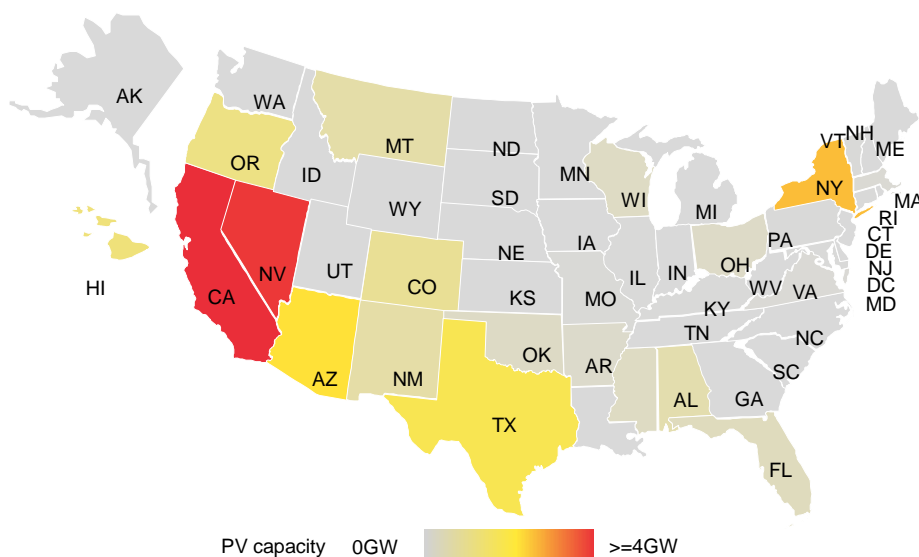 AK
WA
VT
NH
ME
MT
ND
OR
MN
ID
SD
WI
NY
MA
WY
MI
RI
CT
IA
PA
DE
NE
NV
UT
OH
NJ
HI
CO
IL
IN
DC
CA
WV
VA
KS
MO
KY
MD
TN
NC
OK
AR
SC
AZ
NM
AL
GA
TX
FL
PV capacity 0GW >=4GW